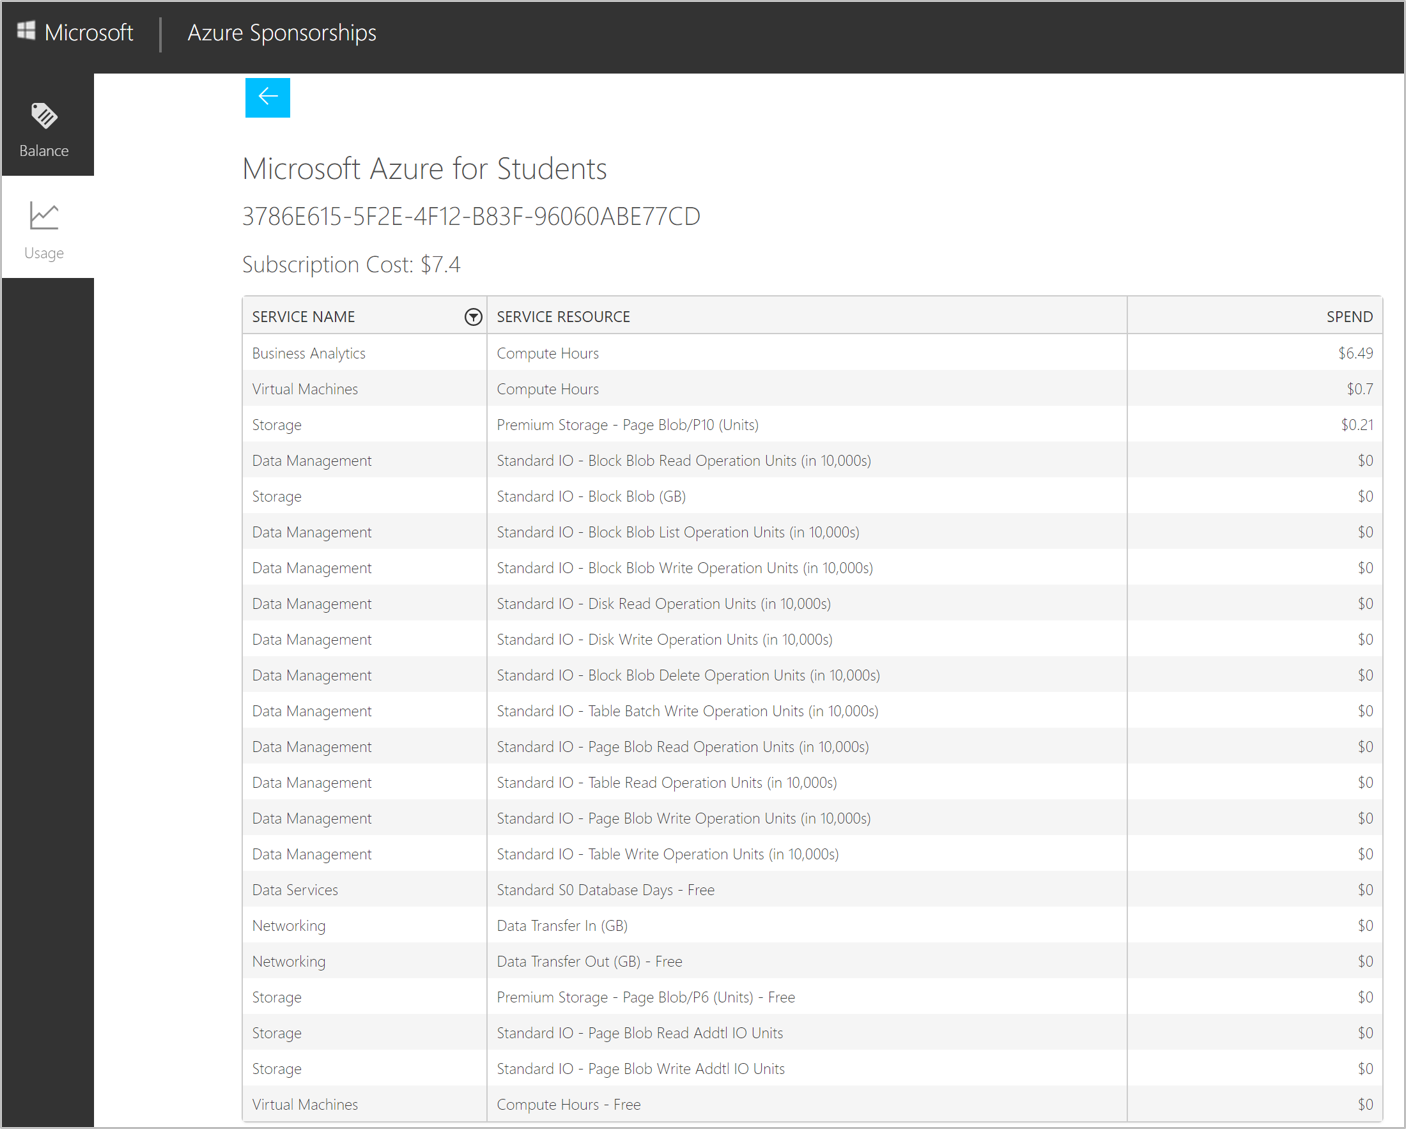 Microsoft | Azure Sponsorships
Balance
Usage
Microsoft Azure for Students
3786E615-5F2E-4F12-B83F-96060ABE77CD
Subscription Cost: $7.4
SERVICE NAME SERVICE RESOURCE SPEND
Business Analytics Compute Hours $6.49
Virtual Machines Compute Hours $0.7
Storage Premium Storage - Page Blob/P10 (Units) $0.21
Data Management Standard IO - Block Blob Read Operation Units (in 10,000s) $0
Storage Standard IO - Block Blob (GB) $0
Data Management Standard IO - Block Blob List Operation Units (in 10,000s) $0
Data Management Standard IO - Block Blob Write Operation Units (in 10,000s) $0
Data Management Standard IO - Disk Read Operation Units (in 10,000s) $0
Data Management Standard IO - Disk Write Operation Units (in 10,000s) $0
Data Management Standard IO - Block Blob Delete Operation Units (in 10,000s) $0
Data Management Standard IO - Table Batch Write Operation Units (in 10,000s) $0
Data Management Standard IO - Page Blob Read Operation Units (in 10,000s) $0
Data Management Standard IO - Table Read Operation Units (in 10,000s) $0
Data Management Standard IO - Page Blob Write Operation Units (in 10,000s) $0
Data Management Standard IO - Table Write Operation Units (in 10,000s) $0
Data Services Standard S0 Database Days - Free $0
Networking Data Transfer In (GB) $0
Networking Data Transfer Out (GB) - Free $0
Storage Premium Storage - Page Blob/P6 (Units) - Free $0
Storage Standard IO - Page Blob Read Addtl IO Units $0
Storage Standard IO - Page Blob Write Addtl IO Units $0
Virtual Machines Compute Hours - Free $0